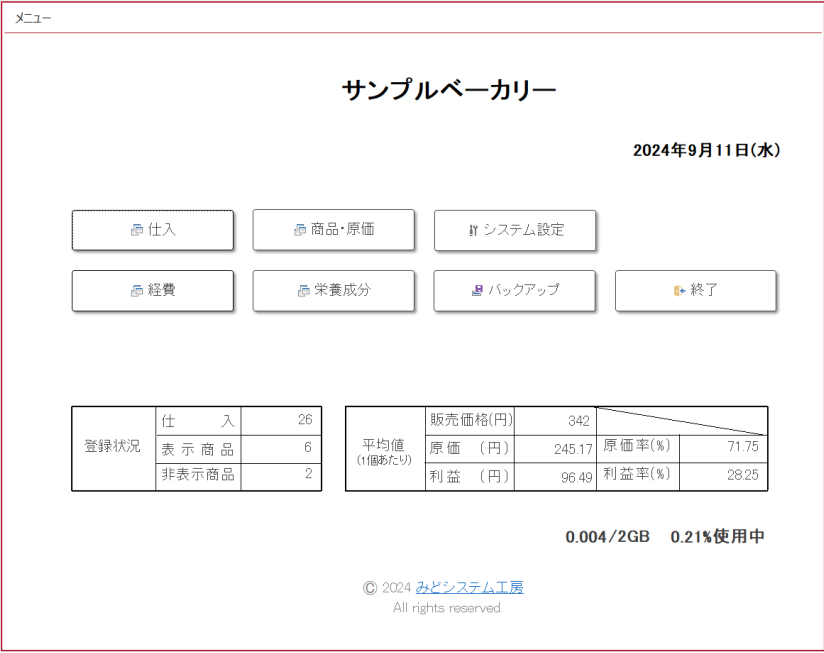 メニュー
サンプルベーカリー
2024年9月11日(水)
仕入 商品・原価 システム設定
経費 栄養成分 バックアップ 終了
登録状況
仕　入 26
表示商品 6
非表示商品 2
平均値
(1個あたり)
販売価格(円) 342
原価　(円) 245.17 原価率(%) 71.75
利益　(円) 96.49 利益率(%) 28.25
0.004/2GB 0.21%使用中
© 2024 みどシステム工房
All rights reserved.